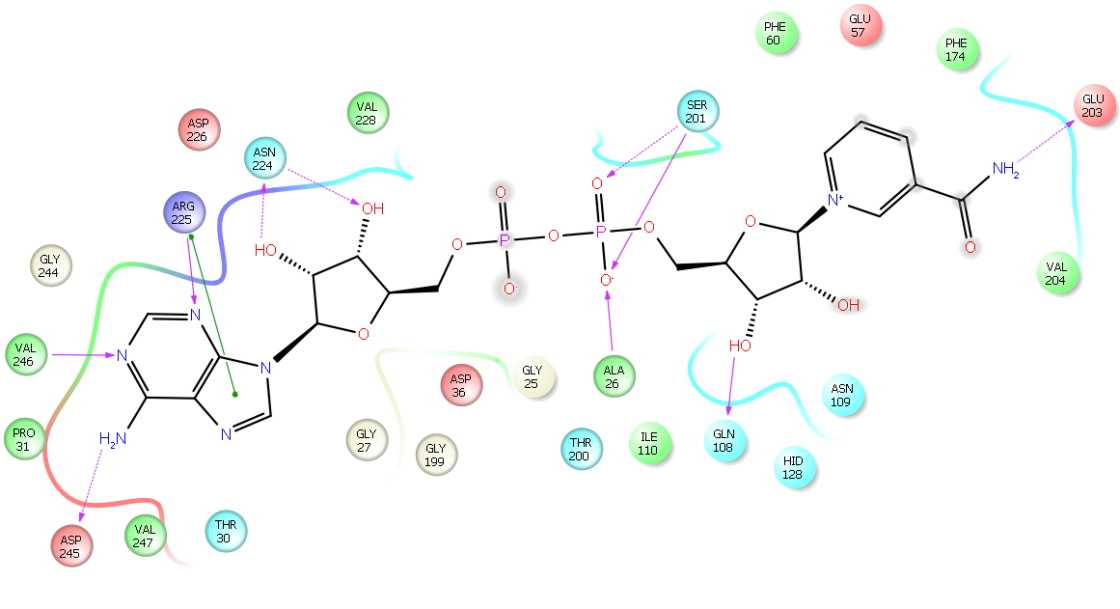 PHE
60
GLU
57
PHE
174
GLU
203
VAL
228
SER
201
ASP
226
ASN
224
NH₂
O
O
OH
N⁺
ARG
225
O
O
HO
P
O
P
O
O
GLY
244
O⁻
O⁻
VAL
204
OH
N
O
HO
VAL
246
N
N
ALA
26
GLY
25
ASP
36
ASN
109
H₂N
N
PRO
31
GLY
27
GLY
199
THR
200
ILE
110
GLN
108
HID
128
ASP
245
VAL
247
THR
30